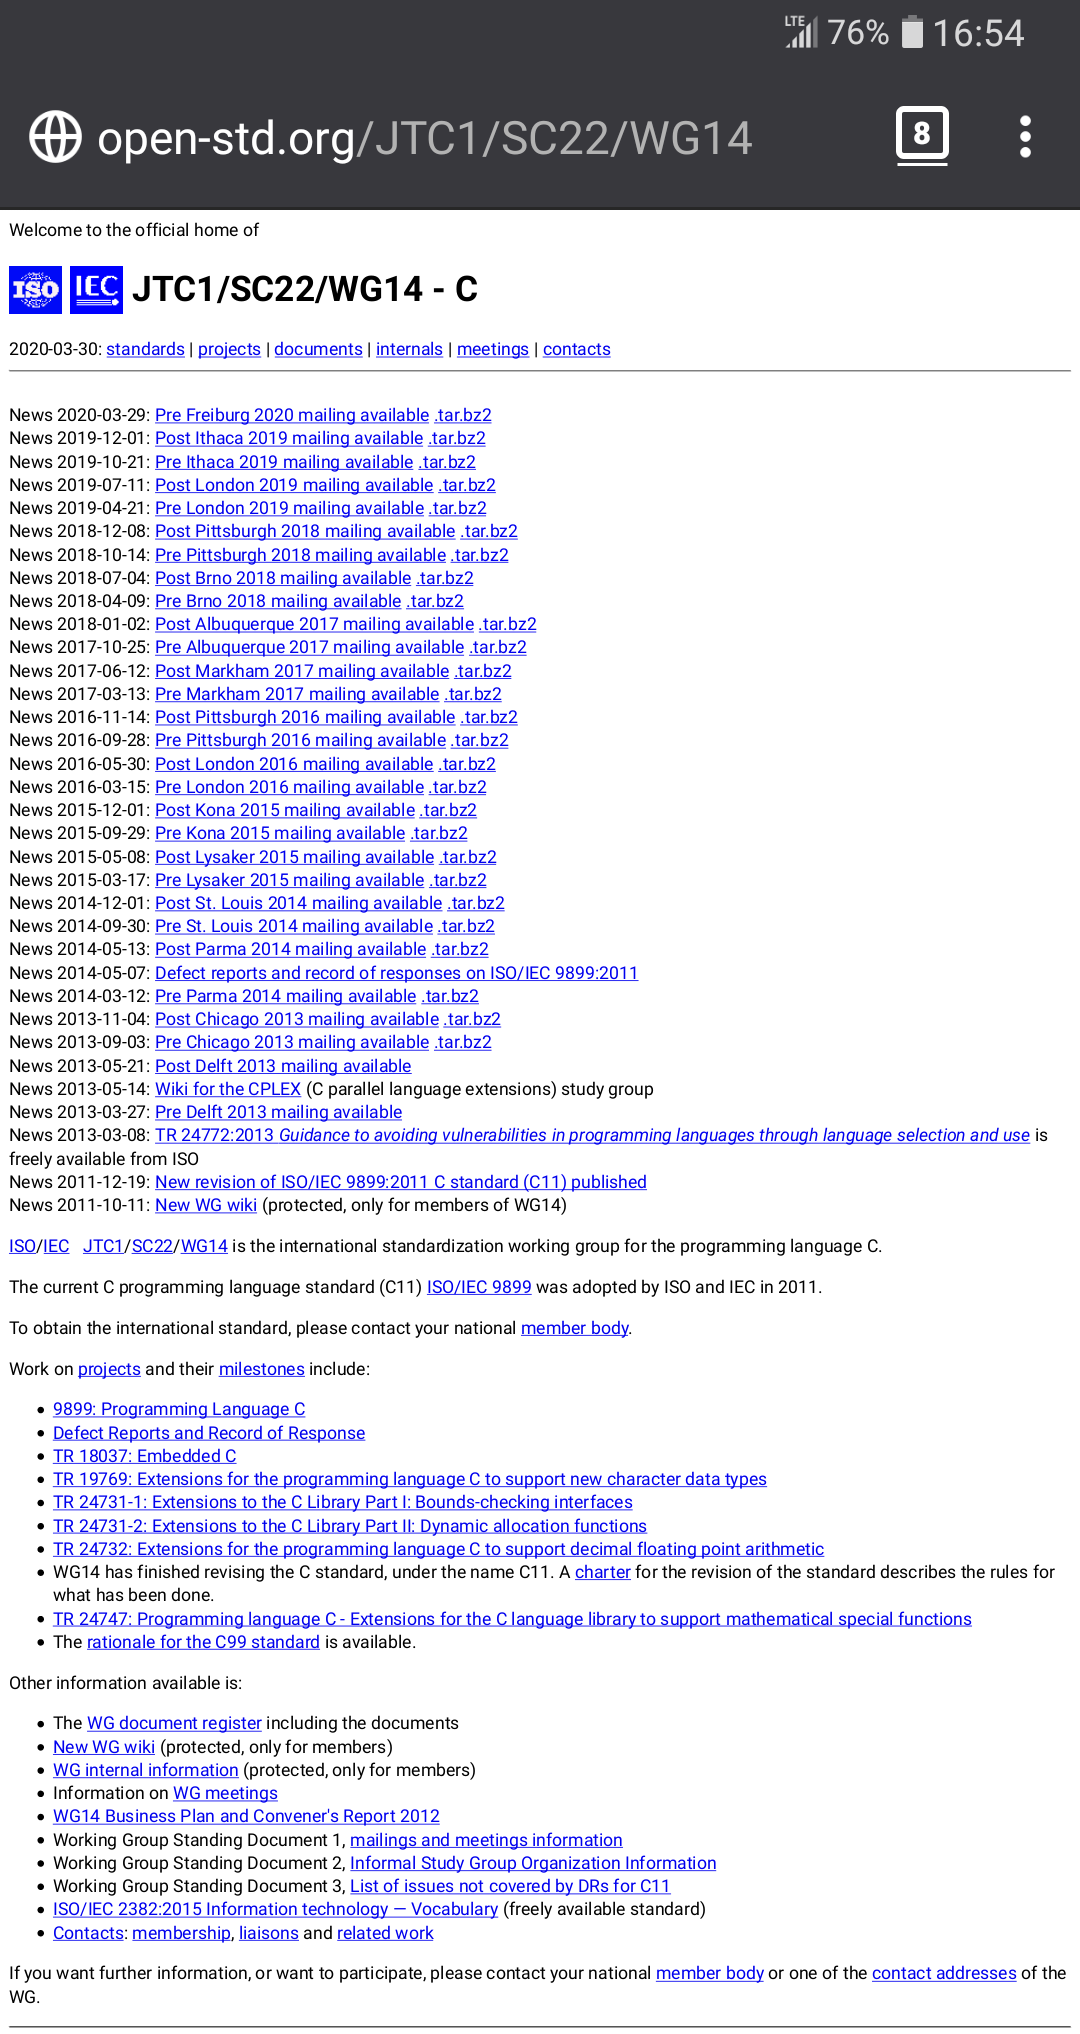 LTE 76% 16:54
open-std.org/JTC1/SC22/WG14 8
Welcome to the official home of
ISO IEC JTC1/SC22/WG14 - C
2020-03-30: standards | projects | documents | internals | meetings | contacts
News 2020-03-29: Pre Freiburg 2020 mailing available .tar.bz2
News 2019-12-01: Post Ithaca 2019 mailing available .tar.bz2
News 2019-10-21: Pre Ithaca 2019 mailing available .tar.bz2
News 2019-07-11: Post London 2019 mailing available .tar.bz2
News 2019-04-21: Pre London 2019 mailing available .tar.bz2
News 2018-12-08: Post Pittsburgh 2018 mailing available .tar.bz2
News 2018-10-14: Pre Pittsburgh 2018 mailing available .tar.bz2
News 2018-07-04: Post Brno 2018 mailing available .tar.bz2
News 2018-04-09: Pre Brno 2018 mailing available .tar.bz2
News 2018-01-02: Post Albuquerque 2017 mailing available .tar.bz2
News 2017-10-25: Pre Albuquerque 2017 mailing available .tar.bz2
News 2017-06-12: Post Markham 2017 mailing available .tar.bz2
News 2017-03-13: Pre Markham 2017 mailing available .tar.bz2
News 2016-11-14: Post Pittsburgh 2016 mailing available .tar.bz2
News 2016-09-28: Pre Pittsburgh 2016 mailing available .tar.bz2
News 2016-05-30: Post London 2016 mailing available .tar.bz2
News 2016-03-15: Pre London 2016 mailing available .tar.bz2
News 2015-12-01: Post Kona 2015 mailing available .tar.bz2
News 2015-09-29: Pre Kona 2015 mailing available .tar.bz2
News 2015-05-08: Post Lysaker 2015 mailing available .tar.bz2
News 2015-03-17: Pre Lysaker 2015 mailing available .tar.bz2
News 2014-12-01: Post St. Louis 2014 mailing available .tar.bz2
News 2014-09-30: Pre St. Louis 2014 mailing available .tar.bz2
News 2014-05-13: Post Parma 2014 mailing available .tar.bz2
News 2014-05-07: Defect reports and record of responses on ISO/IEC 9899:2011
News 2014-03-12: Pre Parma 2014 mailing available .tar.bz2
News 2013-11-04: Post Chicago 2013 mailing available .tar.bz2
News 2013-09-03: Pre Chicago 2013 mailing available .tar.bz2
News 2013-05-21: Post Delft 2013 mailing available
News 2013-05-14: Wiki for the CPLEX (C parallel language extensions) study group
News 2013-03-27: Pre Delft 2013 mailing available
News 2013-03-08: TR 24772:2013 Guidance to avoiding vulnerabilities in programming languages through language selection and use is
freely available from ISO
News 2011-12-19: New revision of ISO/IEC 9899:2011 C standard (C11) published
News 2011-10-11: New WG wiki (protected, only for members of WG14)
ISO/IEC JTC1/SC22/WG14 is the international standardization working group for the programming language C.
The current C programming language standard (C11) ISO/IEC 9899 was adopted by ISO and IEC in 2011.
To obtain the international standard, please contact your national member body.
Work on projects and their milestones include:
• 9899: Programming Language C
• Defect Reports and Record of Response
• TR 18037: Embedded C
• TR 19769: Extensions for the programming language C to support new character data types
• TR 24731-1: Extensions to the C Library Part I: Bounds-checking interfaces
• TR 24731-2: Extensions to the C Library Part II: Dynamic allocation functions
• TR 24732: Extensions for the programming language C to support decimal floating point arithmetic
• WG14 has finished revising the C standard, under the name C11. A charter for the revision of the standard describes the rules for
what has been done.
• TR 24747: Programming language C - Extensions for the C language library to support mathematical special functions
• The rationale for the C99 standard is available.
Other information available is:
• The WG document register including the documents
• New WG wiki (protected, only for members)
• WG internal information (protected, only for members)
• Information on WG meetings
• WG14 Business Plan and Convener's Report 2012
• Working Group Standing Document 1, mailings and meetings information
• Working Group Standing Document 2, Informal Study Group Organization Information
• Working Group Standing Document 3, List of issues not covered by DRs for C11
• ISO/IEC 2382:2015 Information technology — Vocabulary (freely available standard)
• Contacts: membership, liaisons and related work
If you want further information, or want to participate, please contact your national member body or one of the contact addresses of the
WG.